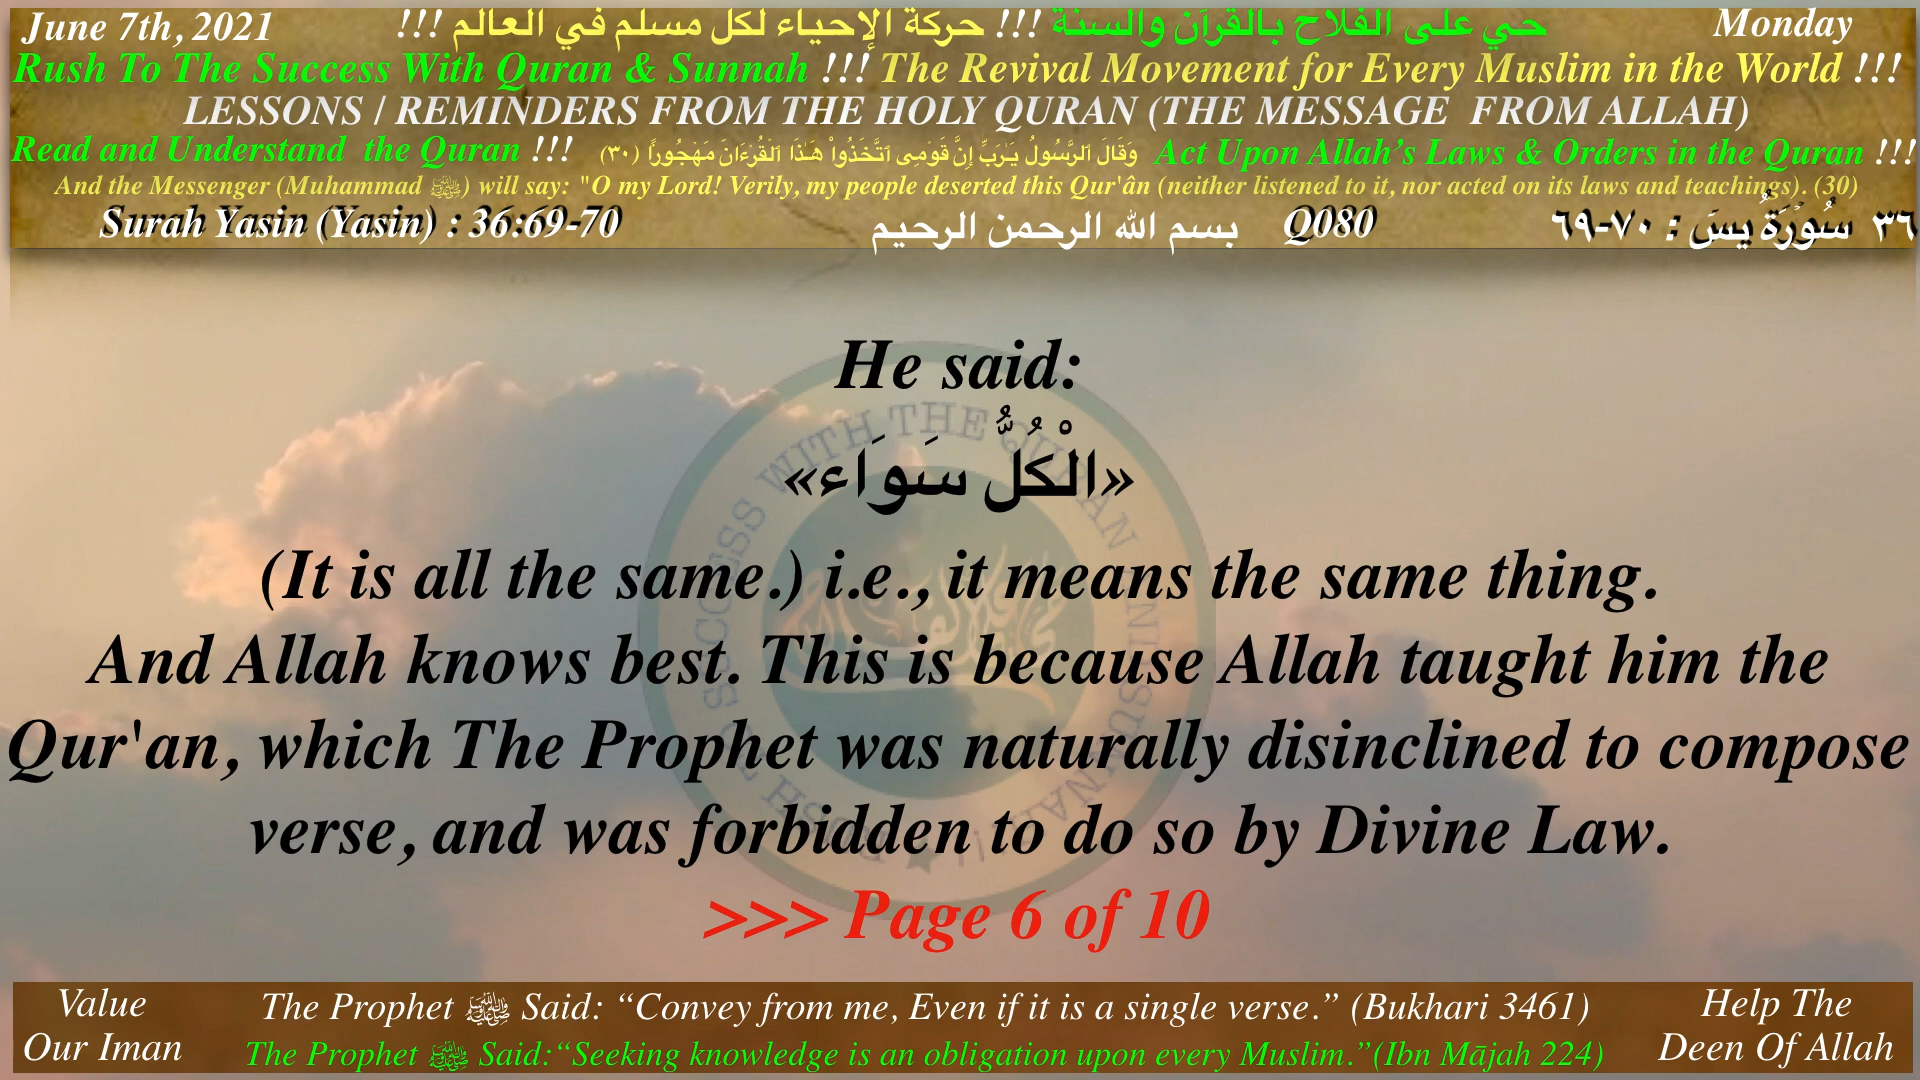 June 7th, 2021 !!! حي على الفلاح بالقرآن والسنة !!! حركة الإحياء لكل مسلم في العالم !!! Monday
Rush To The Success With Quran & Sunnah !!! The Revival Movement for Every Muslim in the World !!!
LESSONS / REMINDERS FROM THE HOLY QURAN (THE MESSAGE FROM ALLAH)
Read and Understand the Quran !!! وَقَالَ ٱلرَّسُولُ يَـٰرَبِّ إِنَّ قَوْمِى ٱتَّخَذُوا۟ هَـٰذَا ٱلْقُرْءَانَ مَهْجُورًا (٣٠) Act Upon Allah’s Laws & Orders in the Quran !!!
And the Messenger (Muhammad ﷺ) will say: "O my Lord! Verily, my people deserted this Qur'ân (neither listened to it, nor acted on its laws and teachings). (30)
Surah Yasin (Yasin) : 36:69-70 بسم الله الرحمن الرحيم Q080 ٣٦ سُوۡرَةُ یسَ : ٧٠-٦٩
He said:
«الْكُلُّ سَوَاء»
(It is all the same.) i.e., it means the same thing.
And Allah knows best. This is because Allah taught him the
Qur'an, which The Prophet was naturally disinclined to compose
verse, and was forbidden to do so by Divine Law.
>>> Page 6 of 10
Value
Our Iman
The Prophet ﷺ Said: “Convey from me, Even if it is a single verse.” (Bukhari 3461)
The Prophet ﷺ Said:“Seeking knowledge is an obligation upon every Muslim.”(Ibn Mājah 224)
Help The
Deen Of Allah